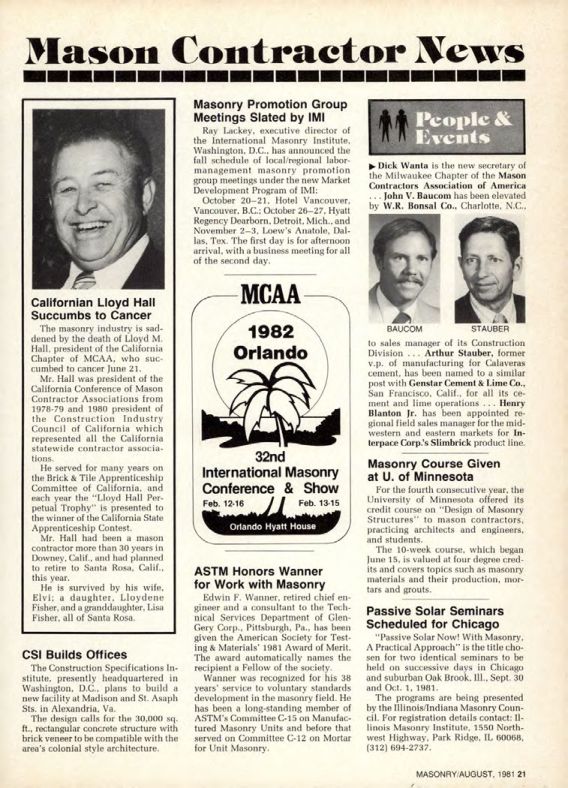 Mason Contractor News
Californian Lloyd Hall
Succumbs to Cancer
The masonry industry is sad-
dened by the death of Lloyd M.
Hall, president of the California
Chapter of MCAA, who suc-
cumbed to cancer June 21.
Mr. Hall was president of the
California Conference of Mason
Contractor Associations from
1978-79 and 1980 president of
the Construction Industry
Council of California which
represented all the California
statewide contractor associa-
tions.
He served for many years on
the Brick & Tile Apprenticeship
Committee of California, and
each year the "Lloyd Hall Per-
petual Trophy" is presented to
the winner of the California State
Apprenticeship Contest.
Mr. Hall had been a mason
contractor more than 30 years in
Downey, Calif., and had planned
to retire to Santa Rosa, Calif.,
this year.
He is survived by his wife,
Elvi; a daughter, Lloydene
Fisher, and a granddaughter, Lisa
Fisher, all of Santa Rosa.
CSI Builds Offices
The Construction Specifications In-
stitute, presently headquartered in
Washington, D.C., plans to build a
new facility at Madison and St. Asaph
Sts. in Alexandria, Va.
The design calls for the 30,000 sq.
ft., rectangular concrete structure with
brick veneer to be compatible with the
area's colonial style architecture.
Masonry Promotion Group
Meetings Slated by IMI
Ray Lackey, executive director of
the International Masonry Institute,
Washington, D.C., has announced the
fall schedule of local/regional labor-
management masonry promotion
group meetings under the new Market
Development Program of IMI:
October 20–21, Hotel Vancouver,
Vancouver, B.C.; October 26–27, Hyatt
Regency Dearborn, Detroit, Mich., and
November 2–3, Loew's Anatole, Dal-
las, Tex. The first day is for afternoon
arrival, with a business meeting for all
of the second day.
MCAA
1982
Orlando
32nd
International Masonry
Conference & Show
Feb. 12-16 Feb. 13-15
Orlando Hyatt House
ASTM Honors Wanner
for Work with Masonry
Edwin F. Wanner, retired chief en-
gineer and a consultant to the Tech-
nical Services Department of Glen-
Gery Corp., Pittsburgh, Pa., has been
given the American Society for Test-
ing & Materials' 1981 Award of Merit.
The award automatically names the
recipient a Fellow of the society.
Wanner was recognized for his 38
years' service to voluntary standards
development in the masonry field. He
has been a long-standing member of
ASTM's Committee C-15 on Manufac-
tured Masonry Units and before that
served on Committee C-12 on Mortar
for Unit Masonry.
People &
Events
▶ Dick Wanta is the new secretary of
the Milwaukee Chapter of the Mason
Contractors Association of America
. . . John V. Baucom has been elevated
by W.R. Bonsal Co., Charlotte, N.C.,
BAUCOM STAUBER
to sales manager of its Construction
Division . . . Arthur Stauber, former
v.p. of manufacturing for Calaveras
cement, has been named to a similar
post with Genstar Cement & Lime Co.,
San Francisco, Calif., for all its ce-
ment and lime operations . . . Henry
Blanton Jr. has been appointed re-
gional field sales manager for the mid-
western and eastern markets for In-
terpace Corp.'s Slimbrick product line.
Masonry Course Given
at U. of Minnesota
For the fourth consecutive year, the
University of Minnesota offered its
credit course on "Design of Masonry
Structures" to mason contractors,
practicing architects and engineers,
and students.
The 10-week course, which began
June 15, is valued at four degree cred-
its and covers topics such as masonry
materials and their production, mor-
tars and grouts.
Passive Solar Seminars
Scheduled for Chicago
"Passive Solar Now! With Masonry,
A Practical Approach" is the title cho-
sen for two identical seminars to be
held on successive days in Chicago
and suburban Oak Brook, Ill., Sept. 30
and Oct. 1, 1981.
The programs are being presented
by the Illinois/Indiana Masonry Coun-
cil. For registration details contact: Il-
linois Masonry Institute, 1550 North-
west Highway, Park Ridge, IL 60068,
(312) 694-2737.
MASONRY/AUGUST, 1981 21